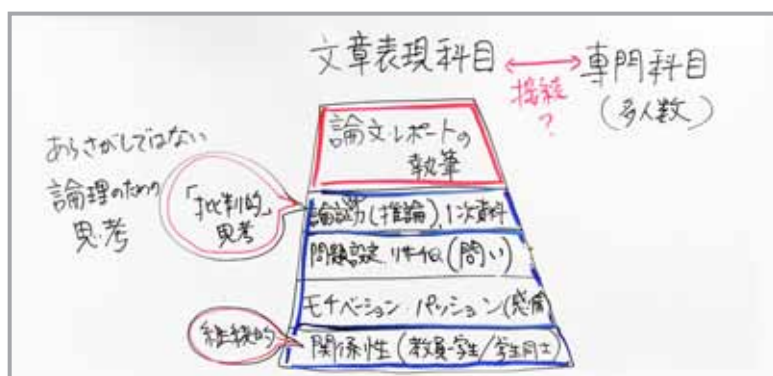 文章表現科目 ↔ 専門科目
接続?
(多人数)
論文・レポートの
執筆
あらさがしではない
論理のための
思考
「批判的」
思考
論証力(推論)、1次資料
問題設定、リサーチ(問い)
モチベーション・パッション(感情)
継続的
関係性(教員-学生/学生同士)